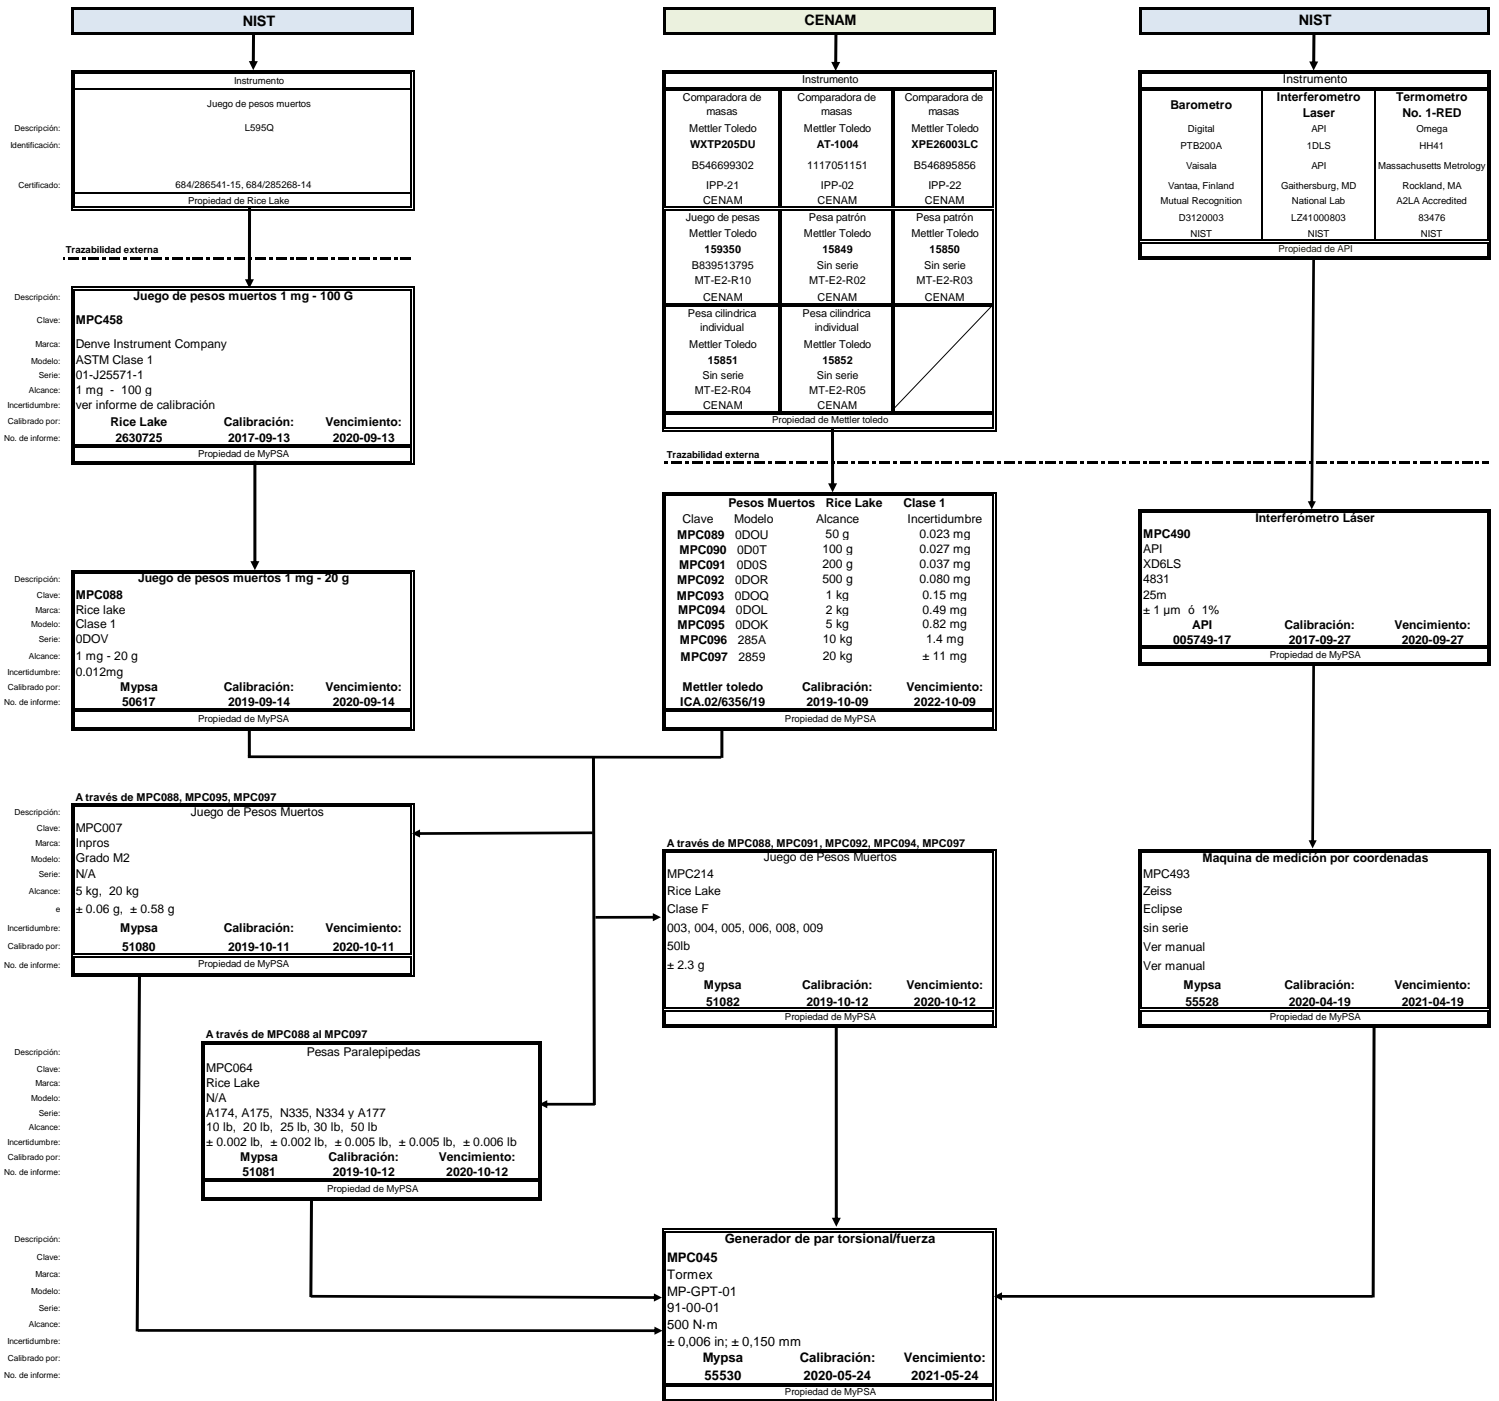 NIST
CENAM
NIST
Instrumento
Juego de pesos muertos
Descripción: L595Q
Identificación:
Certificado: 684/286541-15, 684/285268-14
Propiedad de Rice Lake
Instrumento
Comparadora de masas Comparadora de masas Comparadora de masas
Mettler Toledo Mettler Toledo Mettler Toledo
WXTP205DU AT-1004 XPE26003LC
B546699302 1117051151 B546895856
IPP-21 IPP-02 IPP-22
CENAM CENAM CENAM
Juego de pesas Pesa patrón Pesa patrón
Mettler Toledo Mettler Toledo Mettler Toledo
159350 15849 15850
B839513795 Sin serie Sin serie
MT-E2-R10 MT-E2-R02 MT-E2-R03
CENAM CENAM CENAM
Pesa cilindrica individual Pesa cilindrica individual
Mettler Toledo Mettler Toledo
15851 15852
Sin serie Sin serie
MT-E2-R04 MT-E2-R05
CENAM CENAM
Propiedad de Mettler toledo
Instrumento
Barometro Interferometro Laser Termometro No. 1-RED
Digital API Omega
PTB200A 1DLS HH41
Vaisala API Massachusetts Metrology
Vantaa, Finland Gaithersburg, MD Rockland, MA
Mutual Recognition National Lab A2LA Accredited
D3120003 LZ41000803 83476
NIST NIST NIST
Propiedad de API
Trazabilidad externa
Descripción: Juego de pesos muertos 1 mg - 100 G
Clave: MPC458
Marca: Denve Instrument Company
Modelo: ASTM Clase 1
Serie: 01-J25571-1
Alcance: 1 mg - 100 g
Incertidumbre: ver informe de calibración
Calibrado por: Rice Lake Calibración: Vencimiento:
No. de informe: 2630725 2017-09-13 2020-09-13
Propiedad de MyPSA
Trazabilidad externa
Pesos Muertos Rice Lake Clase 1
Clave Modelo Alcance Incertidumbre
MPC089 0DOU 50 g 0.023 mg
MPC090 0D0T 100 g 0.027 mg
MPC091 0D0S 200 g 0.037 mg
MPC092 0DOR 500 g 0.080 mg
MPC093 0DOQ 1 kg 0.15 mg
MPC094 0DOL 2 kg 0.49 mg
MPC095 0DOK 5 kg 0.82 mg
MPC096 285A 10 kg 1.4 mg
MPC097 2859 20 kg ± 11 mg
Mettler toledo Calibración: Vencimiento:
ICA.02/6356/19 2019-10-09 2022-10-09
Propiedad de MyPSA
Interferómetro Láser
MPC490
API
XD6LS
4831
25m
± 1 µm ó 1%
API Calibración: Vencimiento:
005749-17 2017-09-27 2020-09-27
Propiedad de MyPSA
Descripción: Juego de pesos muertos 1 mg - 20 g
Clave: MPC088
Marca: Rice lake
Modelo: Clase 1
Serie: 0DOV
Alcance: 1 mg - 20 g
Incertidumbre: 0.012mg
Calibrado por: Mypsa Calibración: Vencimiento:
No. de informe: 50617 2019-09-14 2020-09-14
Propiedad de MyPSA
A través de MPC088, MPC095, MPC097
Descripción: Juego de Pesos Muertos
Clave: MPC007
Marca: Inpros
Modelo: Grado M2
Serie: N/A
Alcance: 5 kg, 20 kg
e ± 0.06 g, ± 0.58 g
Incertidumbre: Mypsa Calibración: Vencimiento:
Calibrado por: 51080 2019-10-11 2020-10-11
No. de informe: Propiedad de MyPSA
A través de MPC088, MPC091, MPC092, MPC094, MPC097
Juego de Pesos Muertos
MPC214
Rice Lake
Clase F
003, 004, 005, 006, 008, 009
50lb
± 2.3 g
Mypsa Calibración: Vencimiento:
51082 2019-10-12 2020-10-12
Propiedad de MyPSA
Maquina de medición por coordenadas
MPC493
Zeiss
Eclipse
sin serie
Ver manual
Ver manual
Mypsa Calibración: Vencimiento:
55528 2020-04-19 2021-04-19
Propiedad de MyPSA
A través de MPC088 al MPC097
Descripción: Pesas Paralepipedas
Clave: MPC064
Marca: Rice Lake
Modelo: N/A
Serie: A174, A175, N335, N334 y A177
Alcance: 10 lb, 20 lb, 25 lb, 30 lb, 50 lb
Incertidumbre: ± 0.002 lb, ± 0.002 lb, ± 0.005 lb, ± 0.005 lb, ± 0.006 lb
Calibrado por: Mypsa Calibración: Vencimiento:
No. de informe: 51081 2019-10-12 2020-10-12
Propiedad de MyPSA
Descripción: Generador de par torsional/fuerza
Clave: MPC045
Marca: Tormex
Modelo: MP-GPT-01
Serie: 91-00-01
Alcance: 500 N·m
Incertidumbre: ± 0,006 in; ± 0,150 mm
Calibrado por: Mypsa Calibración: Vencimiento:
No. de informe: 55530 2020-05-24 2021-05-24
Propiedad de MyPSA